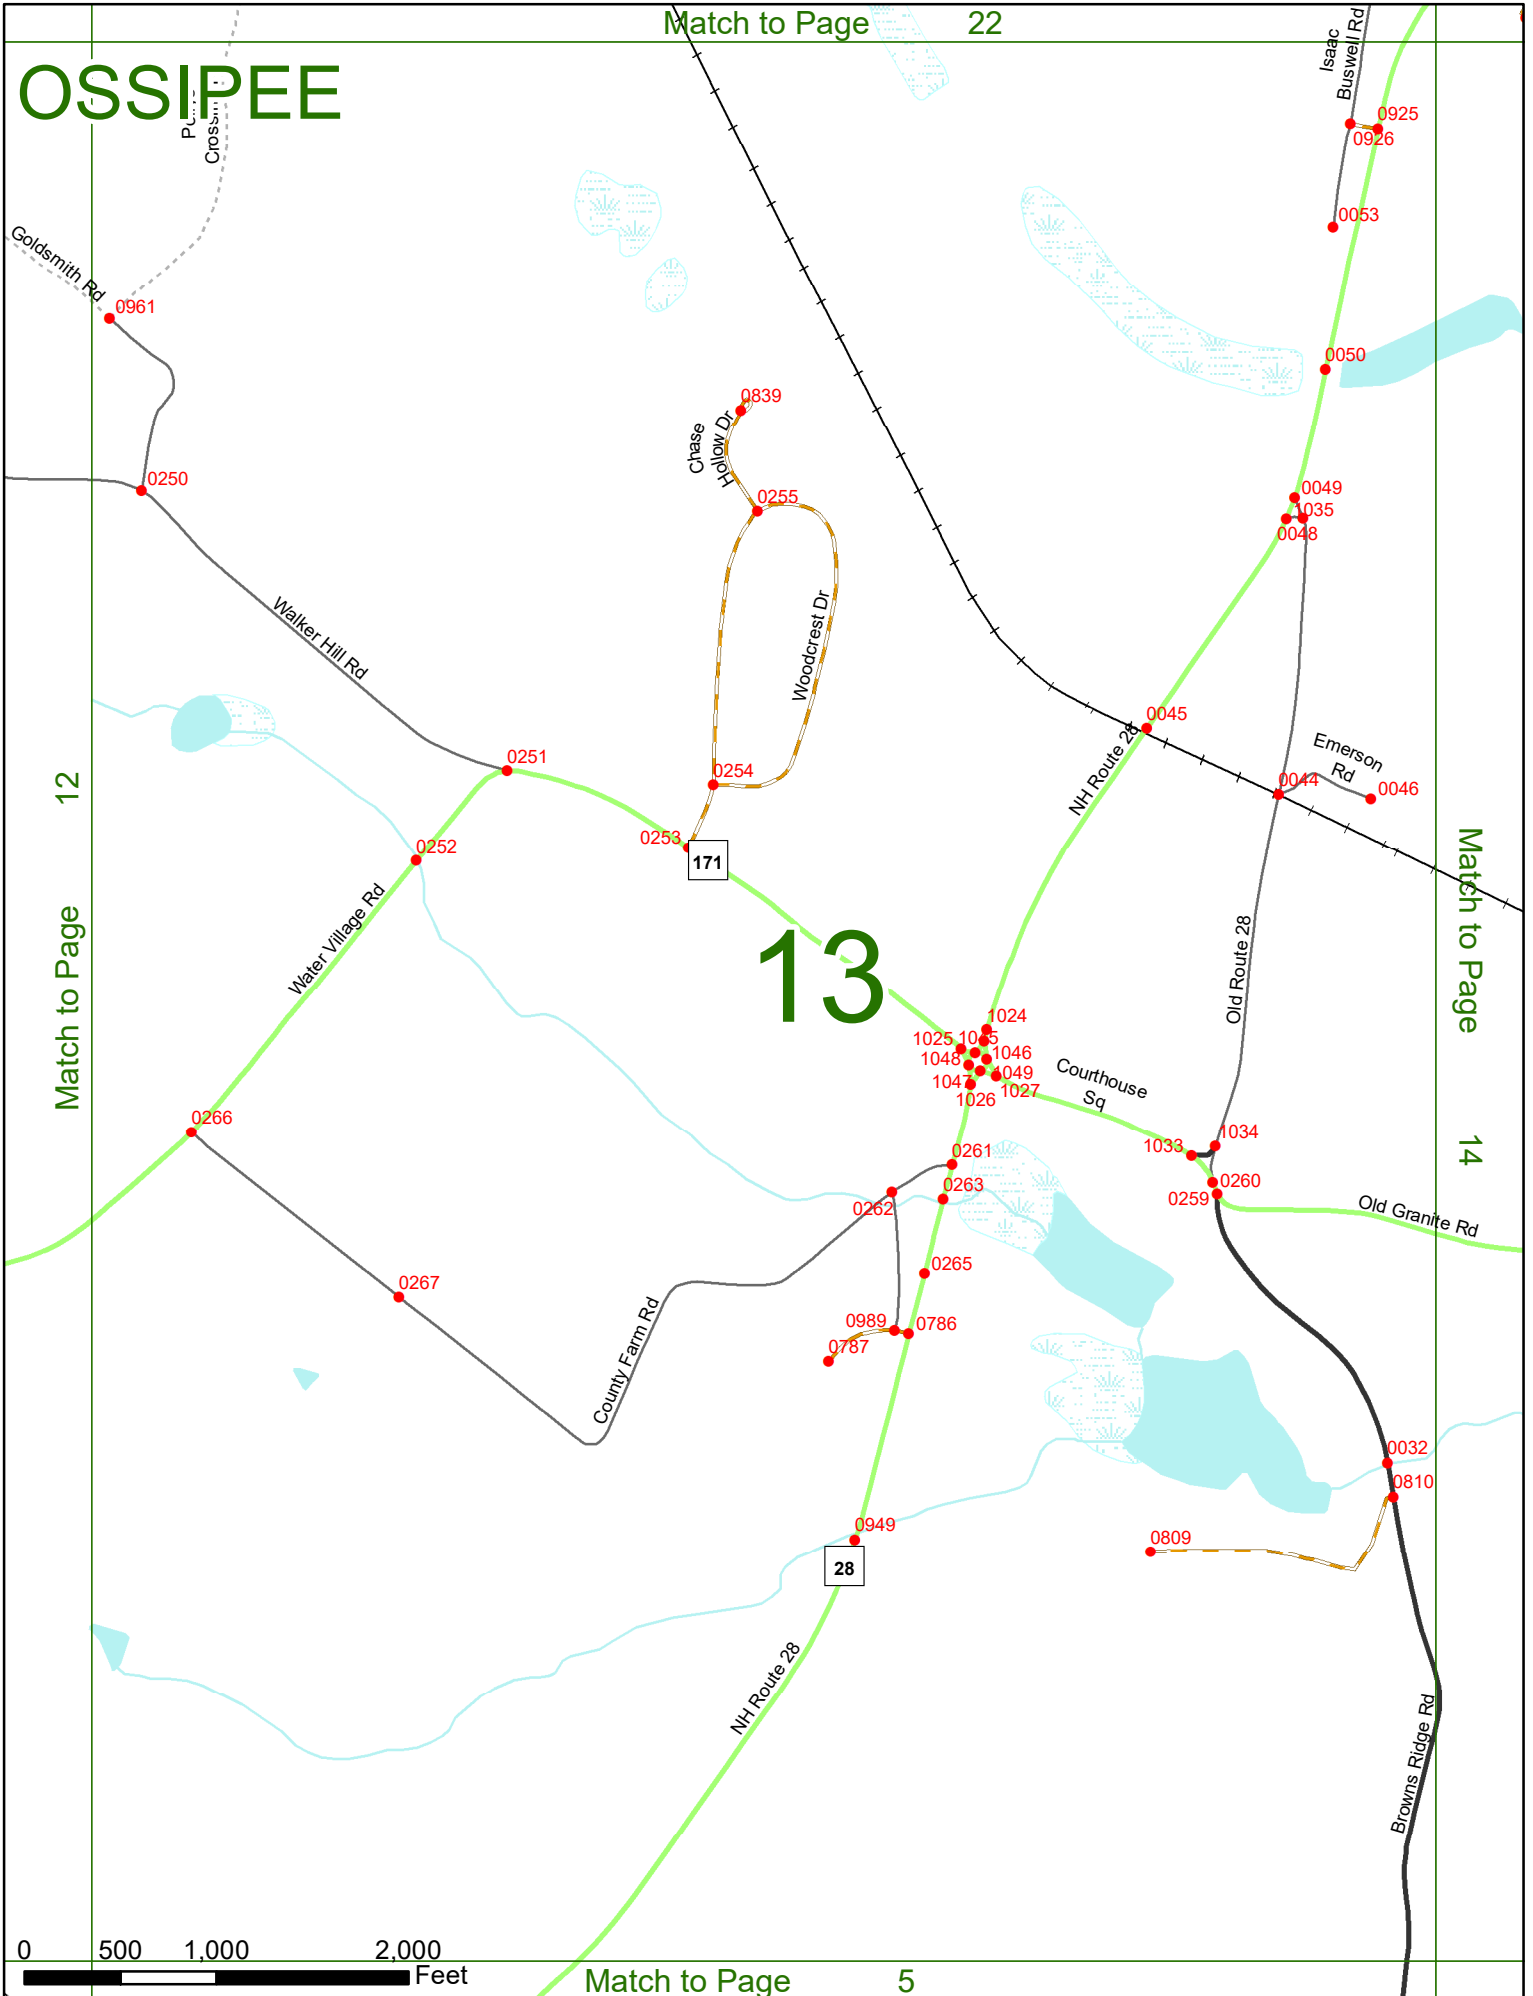 Match to Page 22
OSSIPEE
Isaac
Buswell Rd
0925
0926
Crossin
0053
Goldsmith Rd
0961
0050
0839
Chase
Hollow Dr
0250
0255
0049
1035
0048
Walker Hill Rd
Woodcrest Dr
0045
NH Route 28
0251
Emerson
Rd
0254
0044
0046
0253
171
0252
Match to Page 12
Match to Page 14
Water Village Rd
13
Old Route 28
1024
1025
1045
1046
1048
1049
1047
1027
1026
Courthouse
Sq
0266
1034
1033
0261
0260
0263
0259
0262
Old Granite Rd
0265
0267
0989
0786
0787
County Farm Rd
0032
0810
0949
0809
28
NH Route 28
Browns Ridge Rd
0 500 1,000 2,000
Feet
Match to Page 5